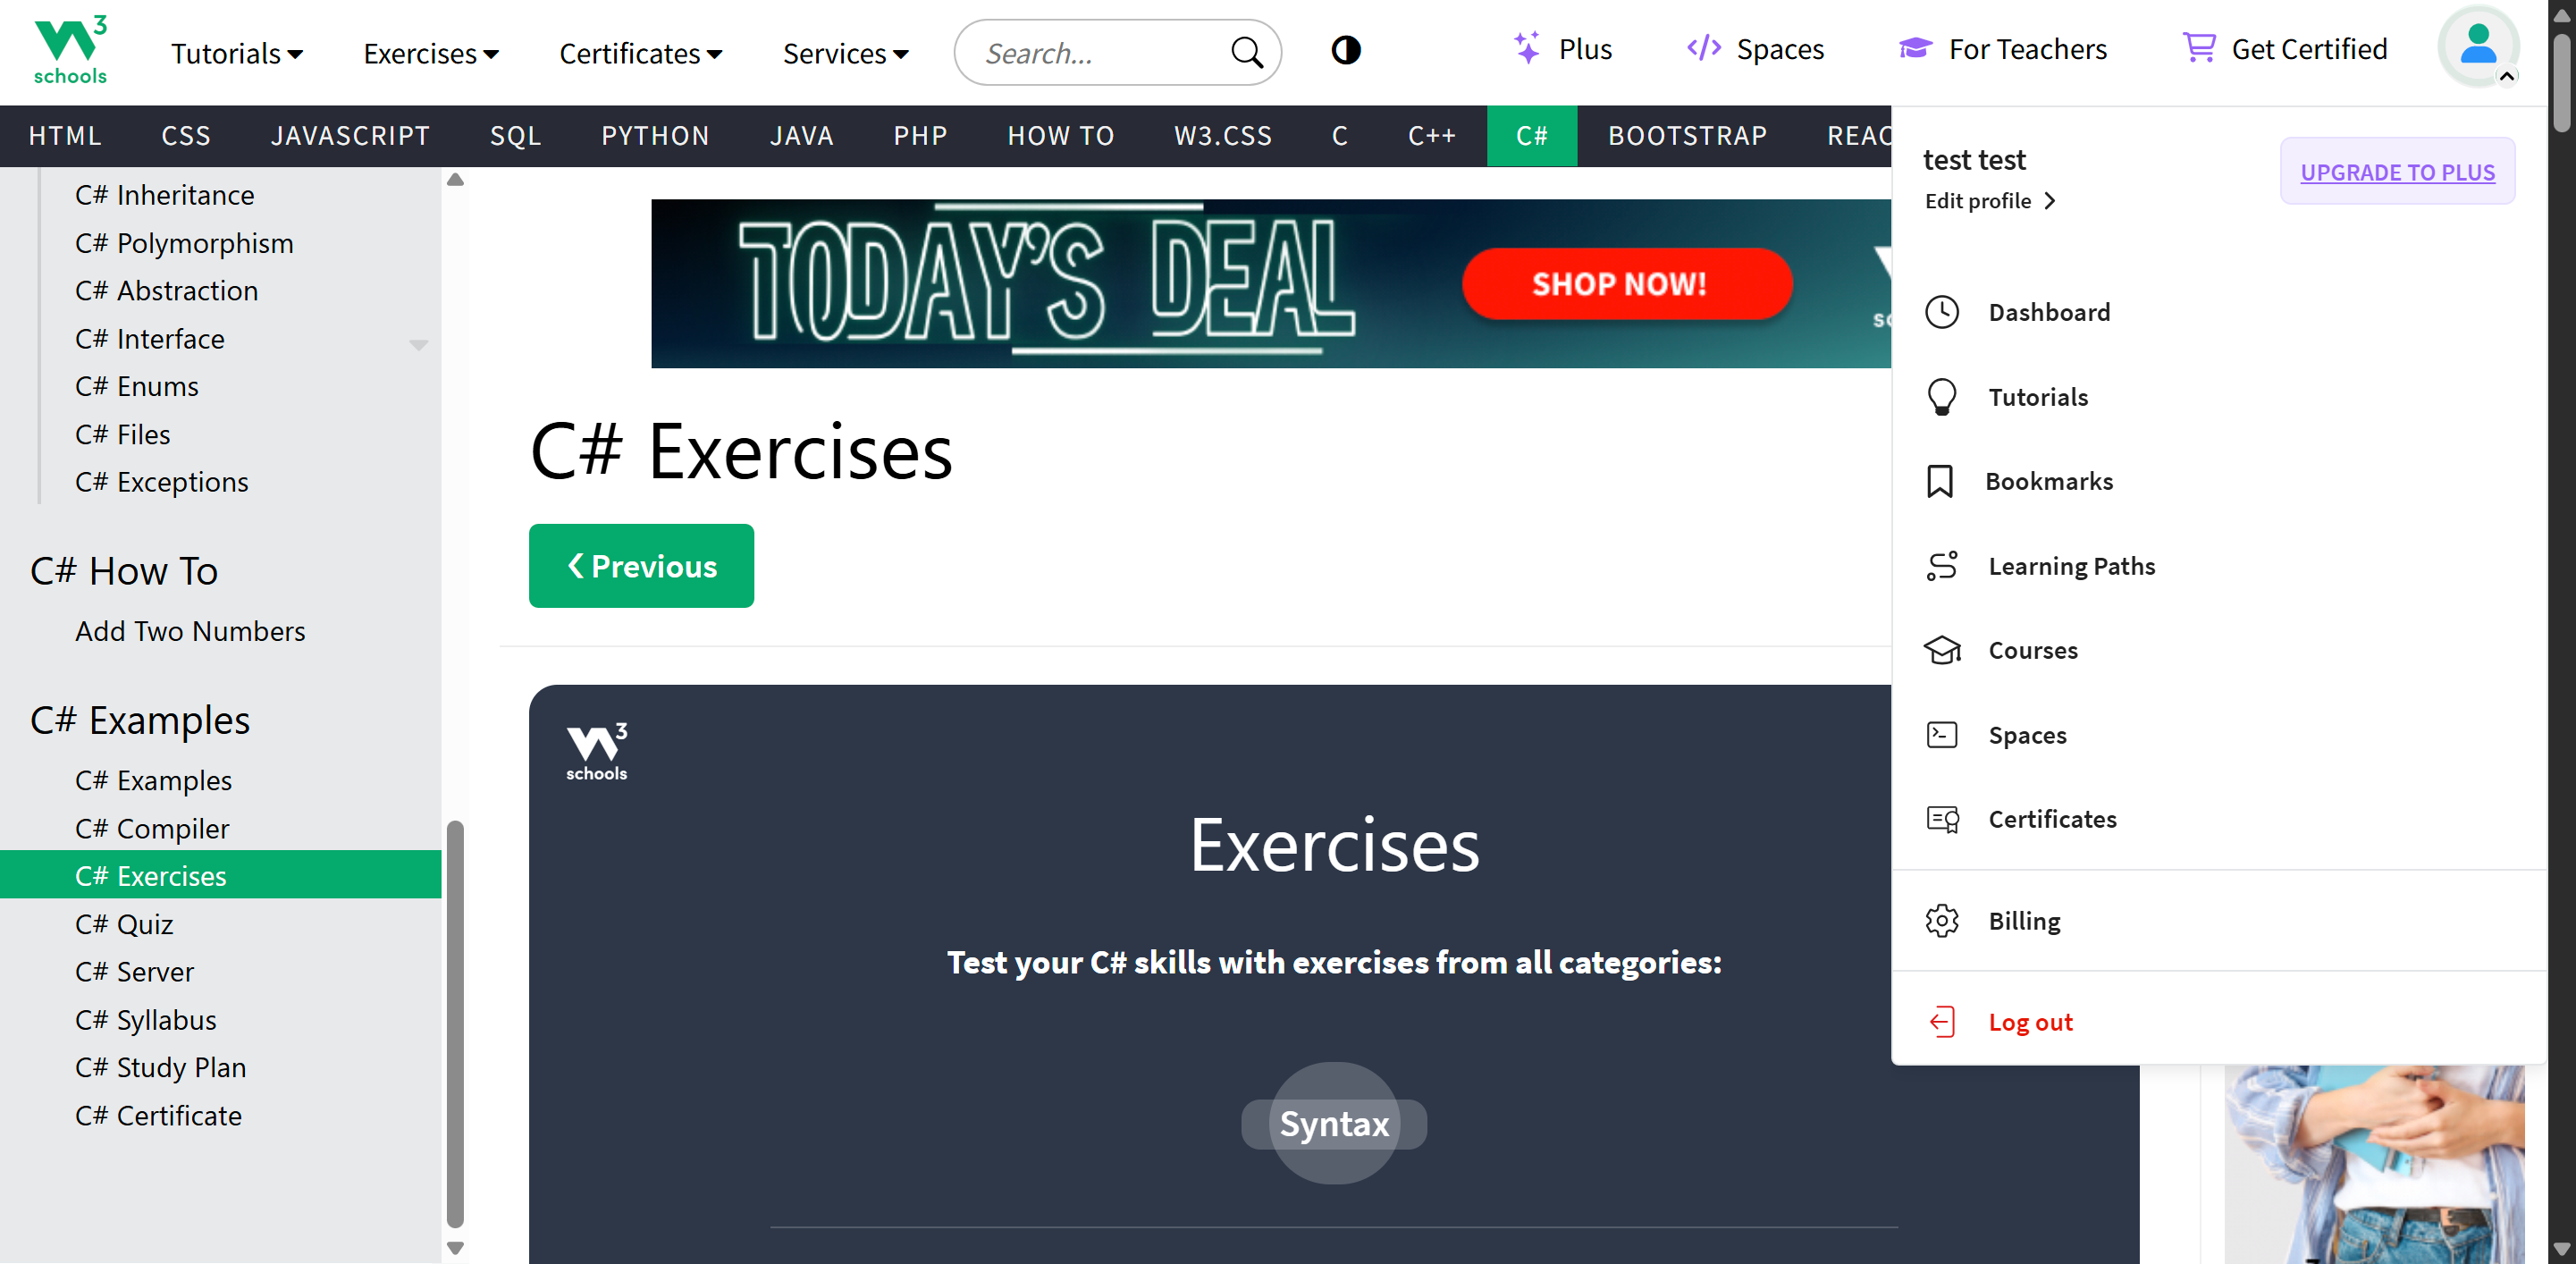 3
schools
Tutorials
Exercises
Certificates
Services
Search...
Plus
Spaces
For Teachers
Get Certified
HTML
CSS
JAVASCRIPT
SQL
PYTHON
JAVA
PHP
HOW TO
W3.CSS
C
C++
C#
BOOTSTRAP
REAC
C# Inheritance
C# Polymorphism
C# Abstraction
C# Interface
C# Enums
C# Files
C# Exceptions
C# How To
Add Two Numbers
C# Examples
C# Examples
C# Compiler
C# Exercises
C# Quiz
C# Server
C# Syllabus
C# Study Plan
C# Certificate
TODAY'S DEAL
SHOP NOW!
C# Exercises
❮ Previous
3
schools
Exercises
Test your C# skills with exercises from all categories:
Syntax
test test
Edit profile
UPGRADE TO PLUS
Dashboard
Tutorials
Bookmarks
Learning Paths
Courses
Spaces
Certificates
Billing
Log out